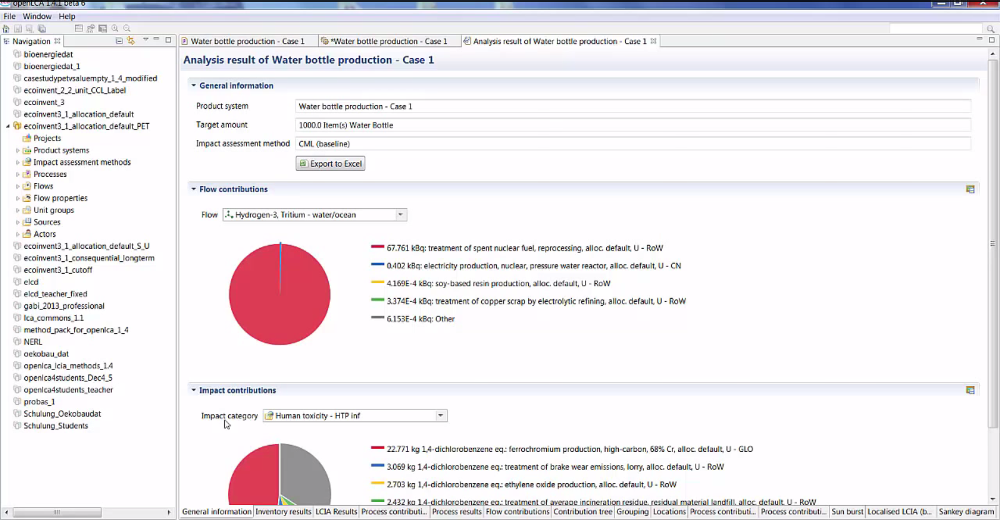 openLCA 1.4.1 beta 6
File Window Help
Navigation
bioenergiedat
bioenergiedat_1
casestudypetvsaluempty_1_4_modified
ecoinvent_2_2_unit_CCL_Label
ecoinvent_3
ecoinvent3_1_allocation_default
ecoinvent3_1_allocation_default_PET
Projects
Product systems
Impact assessment methods
Processes
Flows
Flow properties
Unit groups
Sources
Actors
ecoinvent3_1_allocation_default_S_U
ecoinvent3_1_consequential_longterm
ecoinvent3_1_cutoff
elcd
elcd_teacher_fixed
gabi_2013_professional
lca_commons_1.1
method_pack_for_openlca_1_4
NERL
oekobau_dat
openlca_lcia_methods_1.4
openlca4students_Dec4_5
openlca4students_teacher
probas_1
Schulung_Oekobaudat
Schulung_Students
Water bottle production - Case 1
*Water bottle production - Case 1
Analysis result of Water bottle production - Case 1
Analysis result of Water bottle production - Case 1
General information
Product system Water bottle production - Case 1
Target amount 1000.0 Item(s) Water Bottle
Impact assessment method CML (baseline)
Export to Excel
Flow contributions
Flow Hydrogen-3, Tritium - water/ocean
67.761 kBq: treatment of spent nuclear fuel, reprocessing, alloc. default, U - RoW
0.402 kBq: electricity production, nuclear, pressure water reactor, alloc. default, U - CN
4.169E-4 kBq: soy-based resin production, alloc. default, U - RoW
3.374E-4 kBq: treatment of copper scrap by electrolytic refining, alloc. default, U - RoW
6.153E-4 kBq: Other
Impact contributions
Impact category Human toxicity - HTP inf
22.771 kg 1,4-dichlorobenzene eq.: ferrochromium production, high-carbon, 68% Cr, alloc. default, U - GLO
3.069 kg 1,4-dichlorobenzene eq.: treatment of brake wear emissions, lorry, alloc. default, U - RoW
2.703 kg 1,4-dichlorobenzene eq.: ethylene oxide production, alloc. default, U - RoW
2.432 kg 1,4-dichlorobenzene eq.: treatment of average incineration residue, residual material landfill, alloc. default, U - RoW
General information Inventory results LCIA Results Process contributi... Process results Flow contributions Contribution tree Grouping Locations Process contributi... Process contributi... Sun burst Localised LCIA (b... Sankey diagram